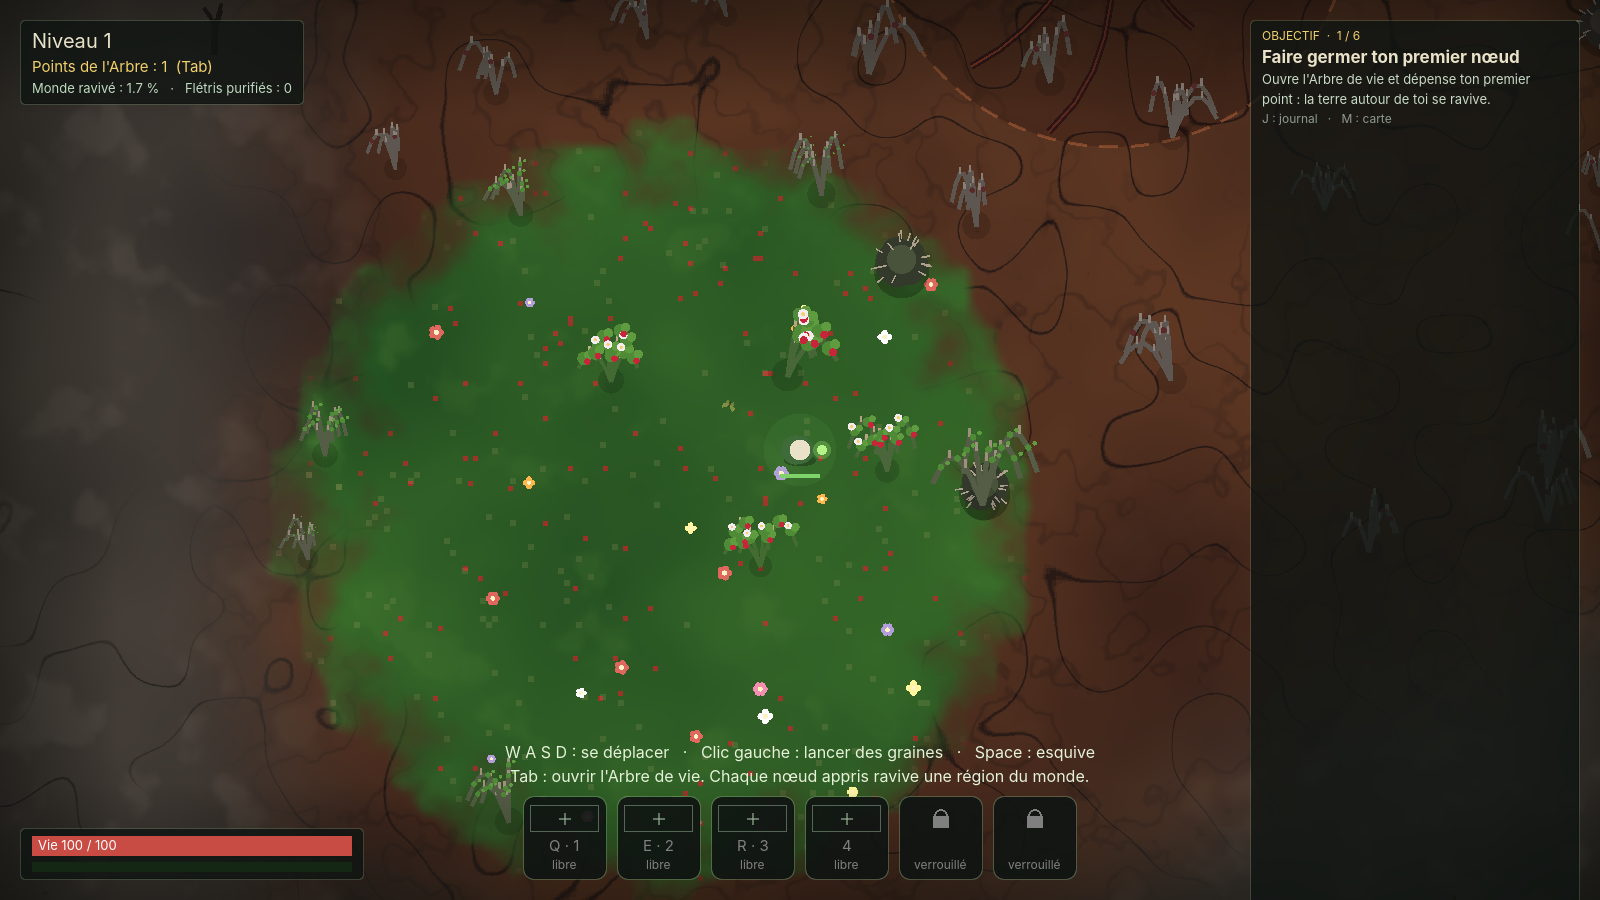 Niveau 1
Points de l'Arbre : 1  (Tab)
Monde ravivé : 1.7 %   ·   Flétris purifiés : 0
OBJECTIF  ·  1 / 6
Faire germer ton premier nœud
Ouvre l'Arbre de vie et dépense ton premier
point : la terre autour de toi se ravive.
J : journal   ·   M : carte
W A S D : se déplacer   ·   Clic gauche : lancer des graines   ·   Space : esquive
Tab : ouvrir l'Arbre de vie. Chaque nœud appris ravive une région du monde.
Q · 1
libre
E · 2
libre
R · 3
libre
4
libre
verrouillé
verrouillé
Vie 100 / 100